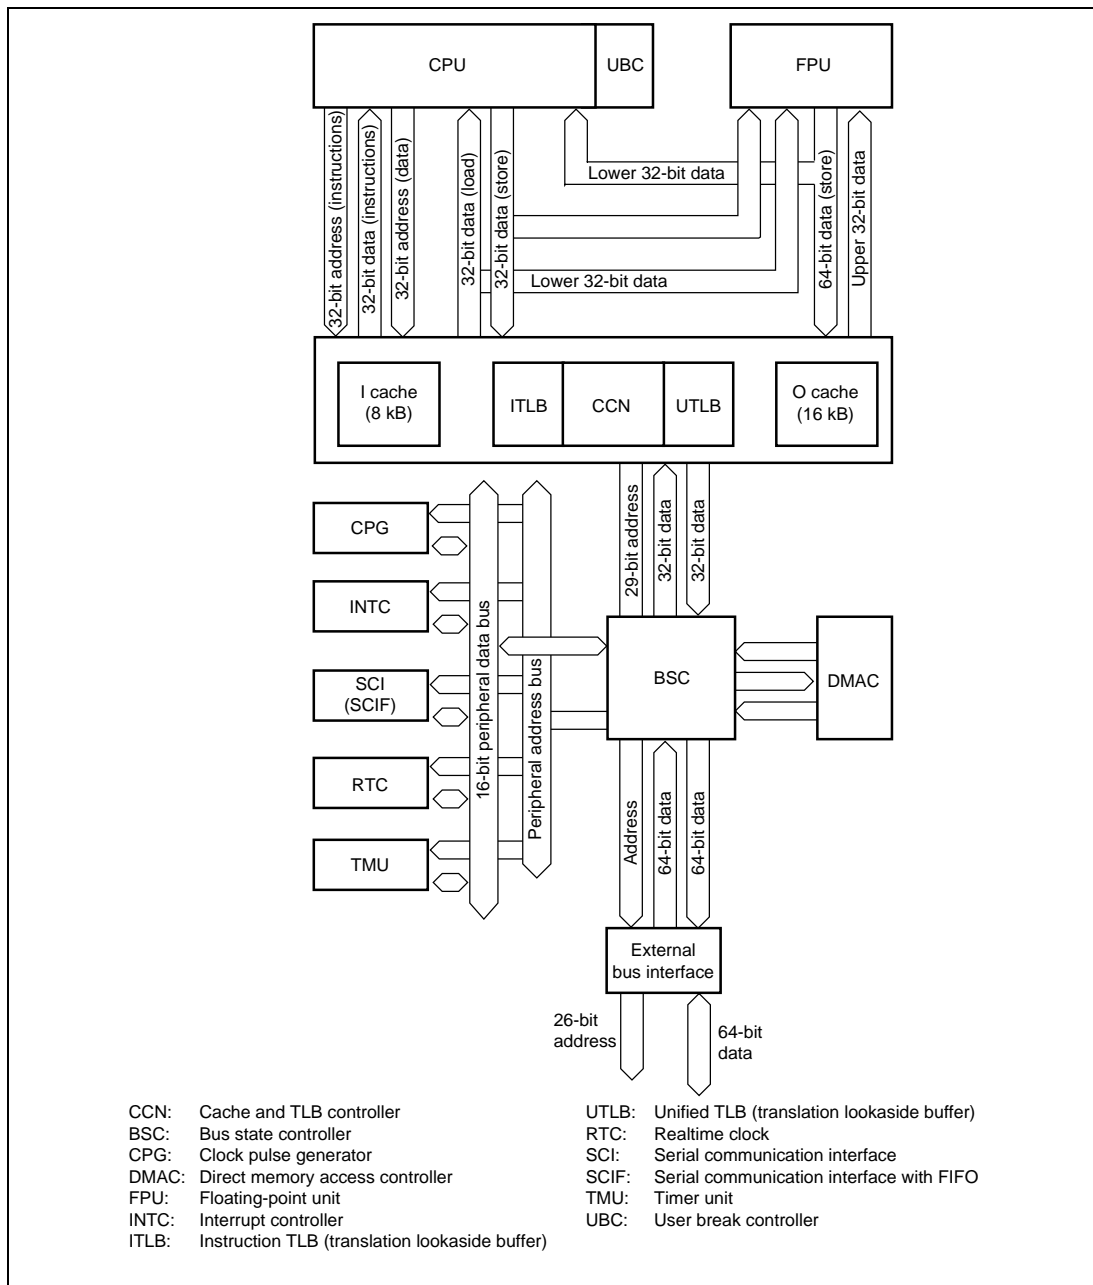 CPU
UBC
FPU
32-bit address (instructions)
32-bit data (instructions)
32-bit address (data)
32-bit data (load)
32-bit data (store)
Lower 32-bit data
Lower 32-bit data
64-bit data (store)
Upper 32-bit data
I cache
(8 kB)
ITLB
CCN
UTLB
O cache
(16 kB)
29-bit address
32-bit data
32-bit data
CPG
INTC
SCI
(SCIF)
RTC
TMU
16-bit peripheral data bus
Peripheral address bus
BSC
DMAC
Address
64-bit data
64-bit data
External
bus interface
26-bit
address
64-bit
data
CCN: Cache and TLB controller
BSC: Bus state controller
CPG: Clock pulse generator
DMAC: Direct memory access controller
FPU: Floating-point unit
INTC: Interrupt controller
ITLB: Instruction TLB (translation lookaside buffer)
UTLB: Unified TLB (translation lookaside buffer)
RTC: Realtime clock
SCI: Serial communication interface
SCIF: Serial communication interface with FIFO
TMU: Timer unit
UBC: User break controller